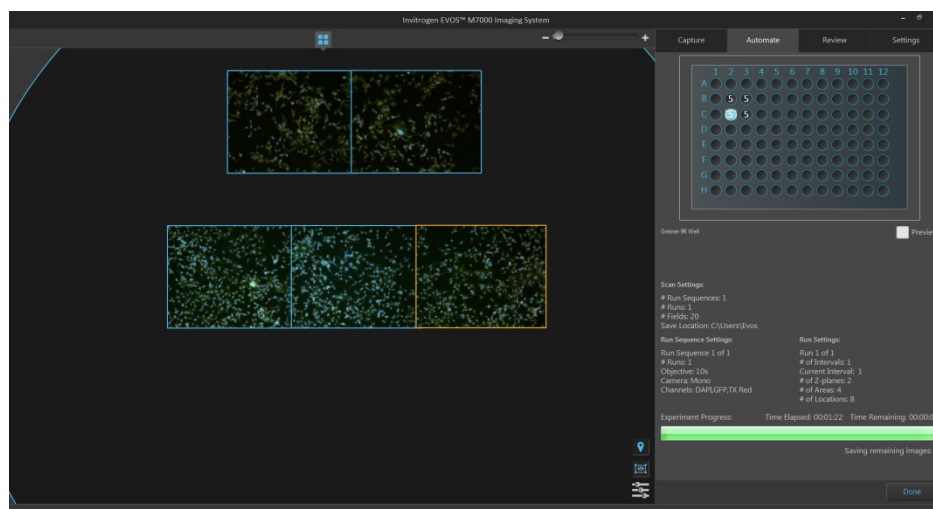 Invitrogen EVOS™ M7000 Imaging System
Capture Automate Review Settings
1 2 3 4 5 6 7 8 9 10 11 12
A
B 5 5
C 5 5
D
E
F
G
H
Greiner 96 Well
Previe
Scan Settings:
# Run Sequences: 1
# Runs: 1
# Fields: 20
Save Location: C:\Users\Evos
Run Sequence Settings:
Run Sequence 1 of 1
# Runs: 1
Objective: 10x
Camera: Mono
Channels: DAPI,GFP,TX Red
Run Settings:
Run 1 of 1
# of Intervals: 1
Current Interval: 1
# of Z-planes: 2
# of Areas: 4
# of Locations: 8
Experiment Progress: Time Elapsed: 00:01:22 Time Remaining: 00:00:0
Saving remaining images:
Done